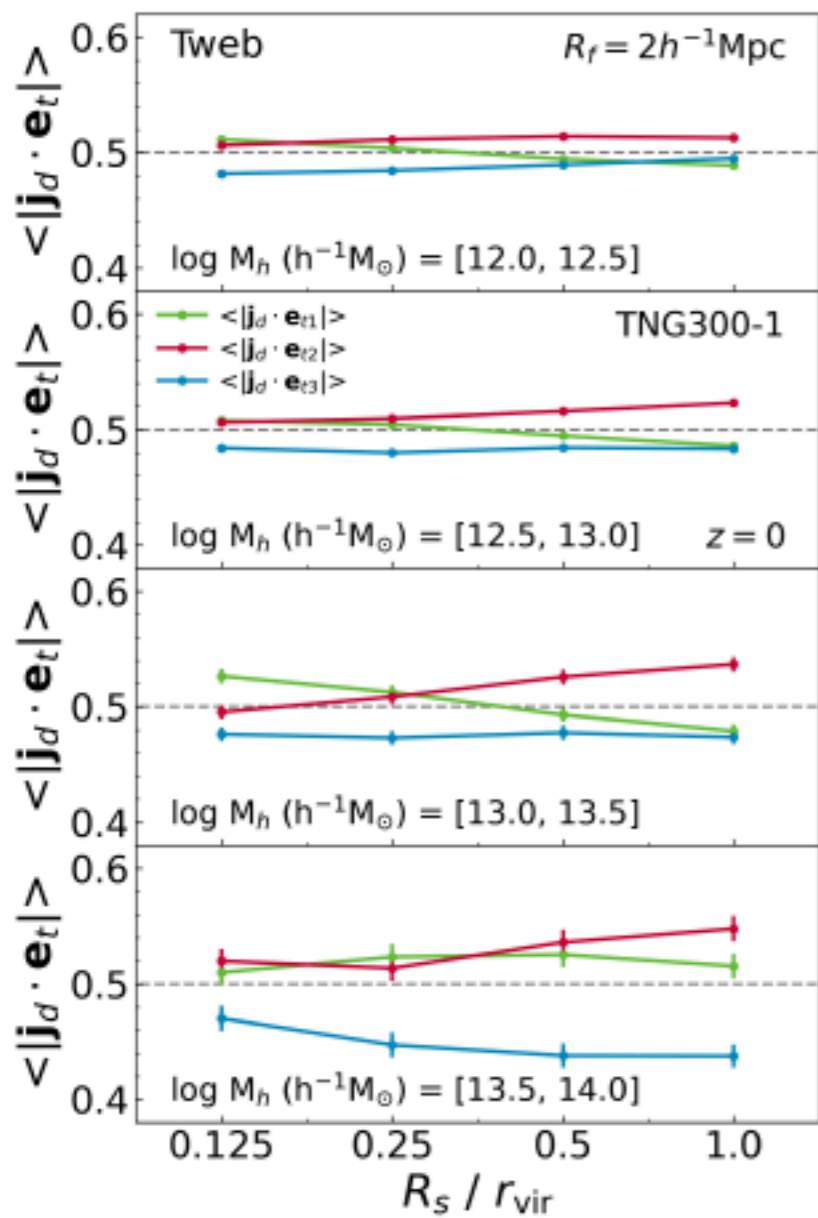 Tweb
R_f = 2h⁻¹Mpc
0.6
0.5
0.4
<|j_d · e_t|>
log M_h (h⁻¹M_⊙) = [12.0, 12.5]
<|j_d · e_t1|>
<|j_d · e_t2|>
<|j_d · e_t3|>
TNG300-1
0.6
0.5
0.4
<|j_d · e_t|>
log M_h (h⁻¹M_⊙) = [12.5, 13.0]
z = 0
0.6
0.5
0.4
<|j_d · e_t|>
log M_h (h⁻¹M_⊙) = [13.0, 13.5]
0.6
0.5
0.4
<|j_d · e_t|>
log M_h (h⁻¹M_⊙) = [13.5, 14.0]
0.125 0.25 0.5 1.0
R_s / r_vir